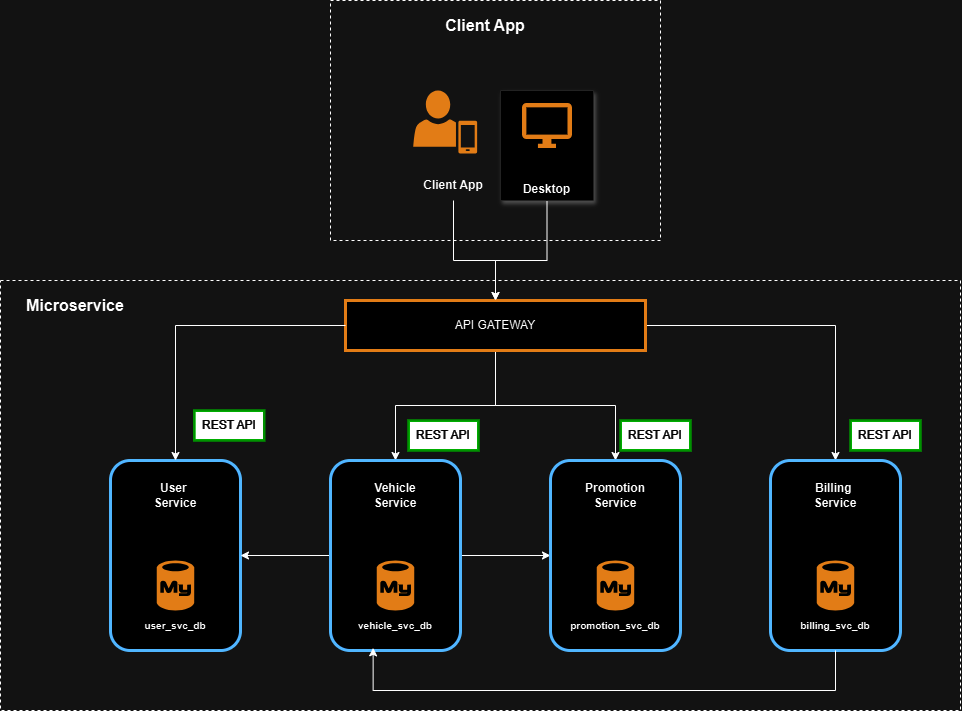 Client App
Client App
Desktop
Microservice
API GATEWAY
REST API
REST API
REST API
REST API
User
Service
Vehicle
Service
Promotion
Service
Billing
Service
My
My
My
My
user_svc_db
vehicle_svc_db
promotion_svc_db
billing_svc_db